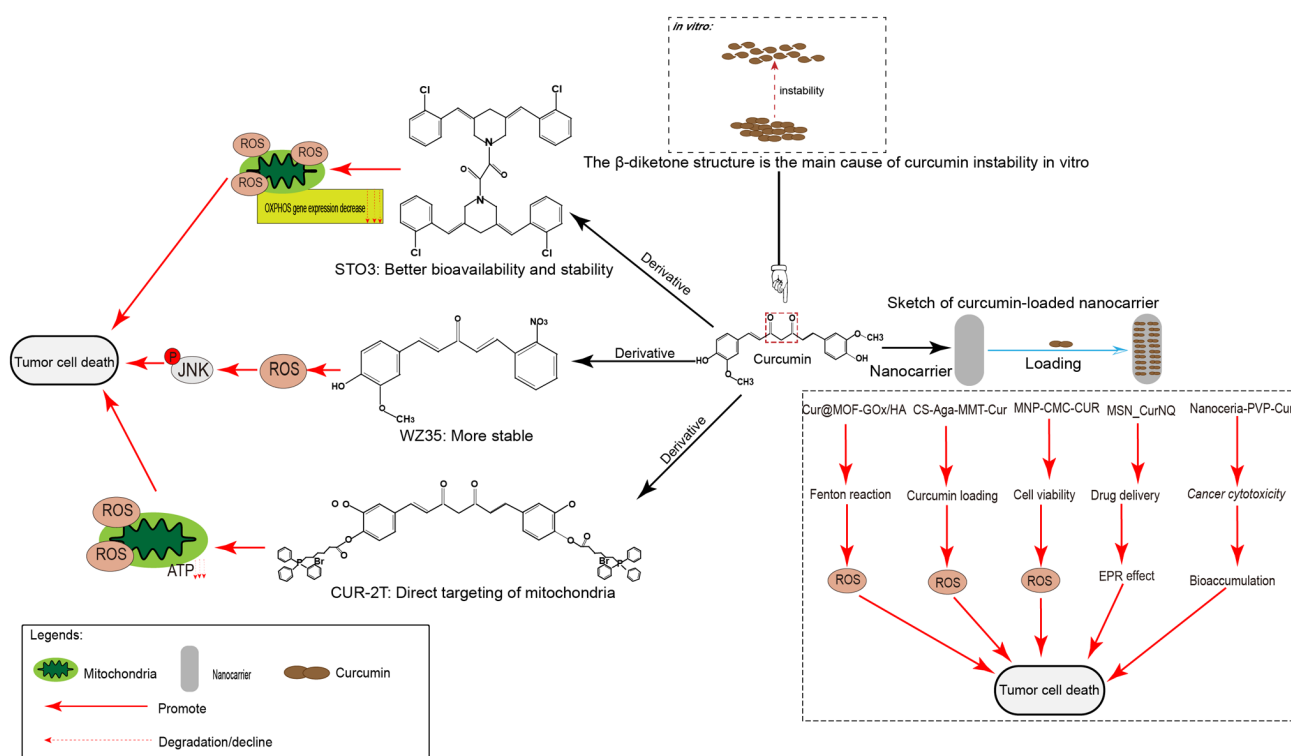 in vitro:
instability
The β-diketone structure is the main cause of curcumin instability in vitro
Cl
Cl
N
O
O
N
Cl
Cl
STO3: Better bioavailability and stability
ROS
ROS
ROS
OXPHOS gene expression decrease
Derivative
Derivative
Derivative
O
O
O
CH₃
HO
O
CH₃
OH
Curcumin
Sketch of curcumin-loaded nanocarrier
Nanocarrier
Loading
Tumor cell death
P
JNK
ROS
O
NO₃
HO
O
CH₃
WZ35: More stable
ROS
ROS
ATP
O
O
O
O
O
O
O
O
P
Br
Br
P
CUR-2T: Direct targeting of mitochondria
Cur@MOF-GOx/HA
CS-Aga-MMT-Cur
MNP-CMC-CUR
MSN_CurNQ
Nanoceria-PVP-Cur
Fenton reaction
Curcumin loading
Cell viability
Drug delivery
Cancer cytotoxicity
ROS
ROS
ROS
EPR effect
Bioaccumulation
Tumor cell death
Legends:
Mitochondria
Nanocarrier
Curcumin
Promote
Degradation/decline